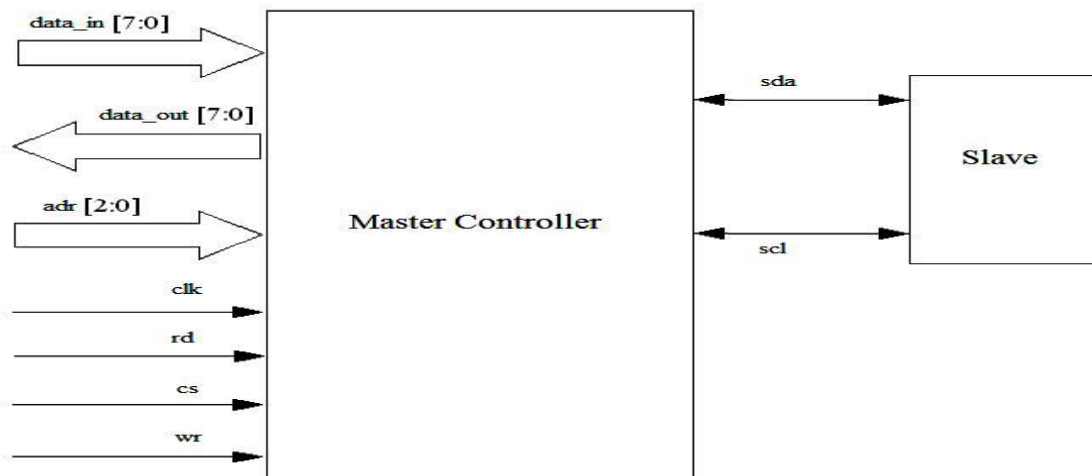 data_in [7:0]
data_out [7:0]
adr [2:0]
clk
rd
cs
wr
Master Controller
sda
scl
Slave